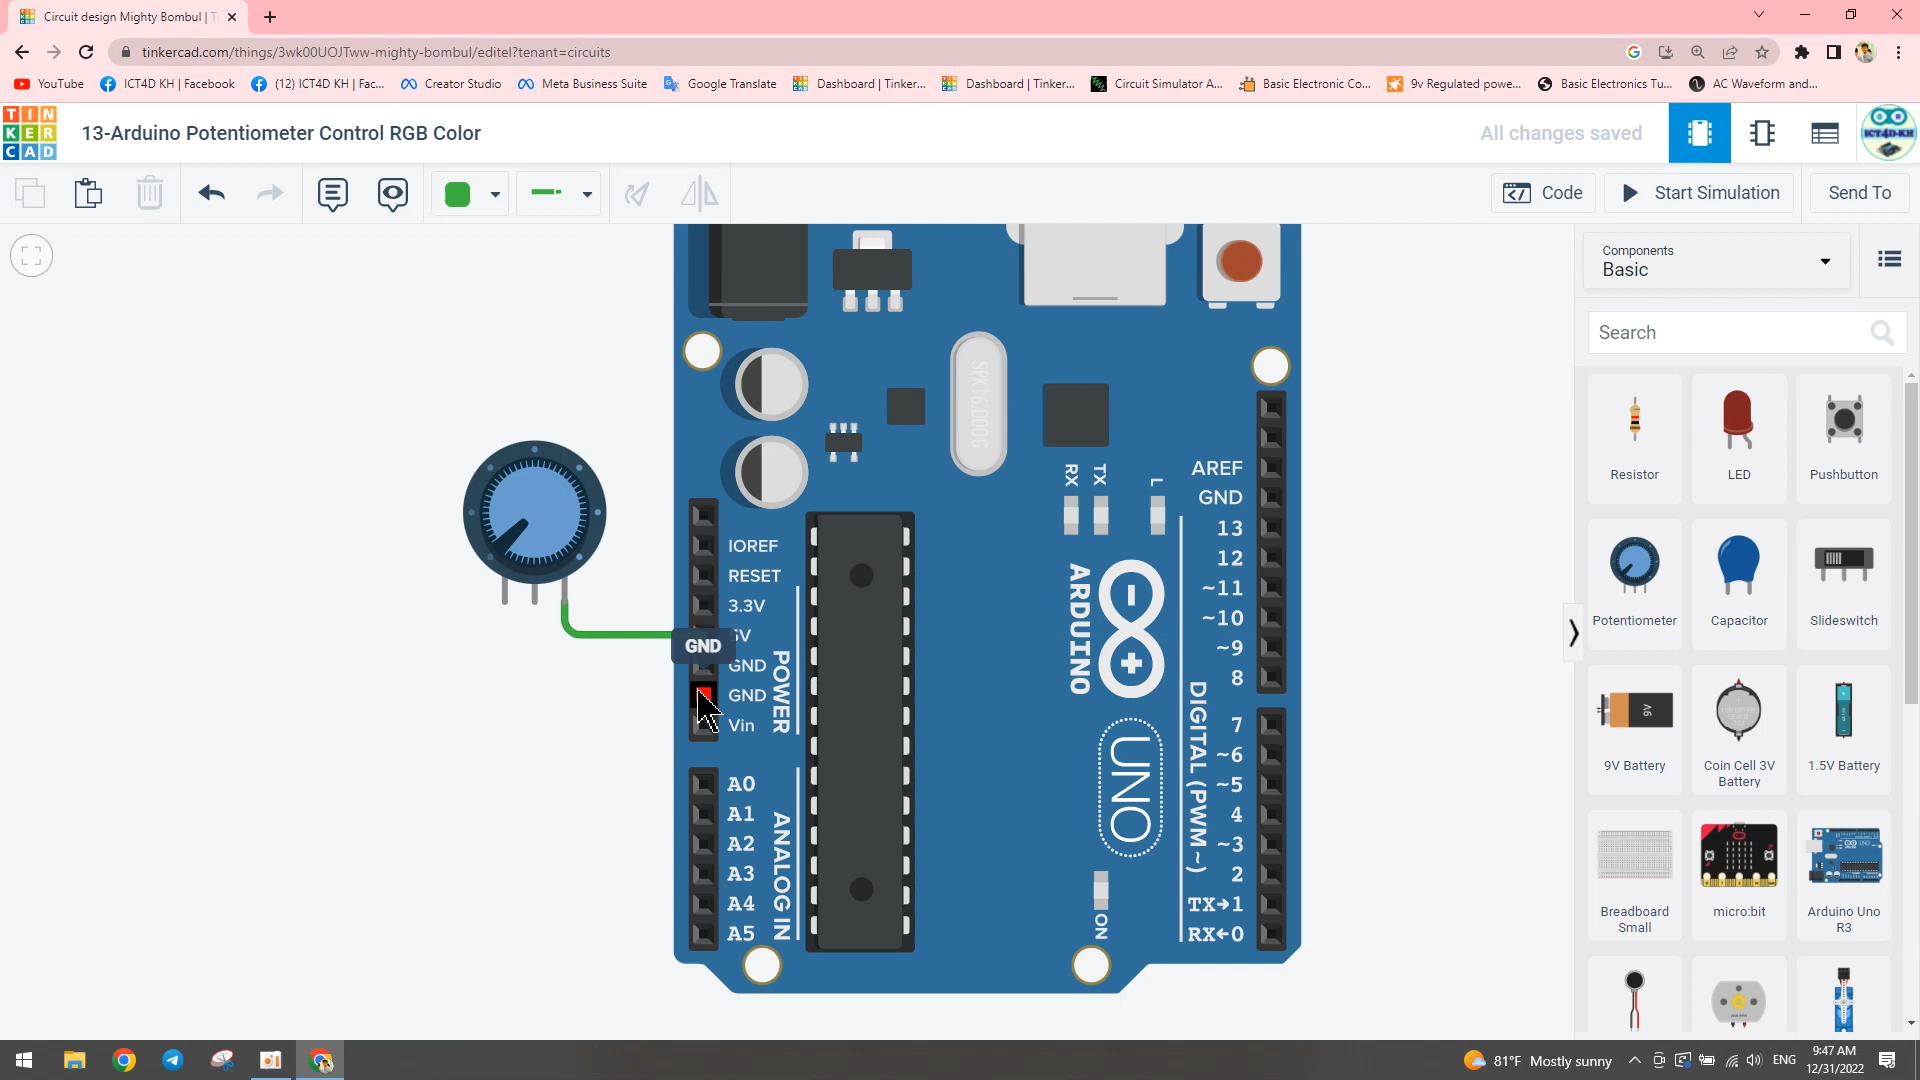 Circuit design Mighty Bombul | T
tinkercad.com/things/3wk00UOJTww-mighty-bombul/editel?tenant=circuits
YouTube
ICT4D KH | Facebook
(12) ICT4D KH | Fac...
Creator Studio
Meta Business Suite
Google Translate
Dashboard | Tinker...
Dashboard | Tinker...
Circuit Simulator A...
Basic Electronic Co...
9v Regulated powe...
Basic Electronics Tu...
AC Waveform and...
TIN
KER
CAD
13-Arduino Potentiometer Control RGB Color
All changes saved
ICT4D-KH
Code
Start Simulation
Send To
Components
Basic
Search
Resistor
LED
Pushbutton
Potentiometer
Capacitor
Slideswitch
9V
9V Battery
Coin Cell 3V
Battery
1.5V Battery
Breadboard
Small
micro:bit
Arduino Uno
R3
SPK16.000G
RX
TX
L
AREF
GND
13
12
~11
~10
~9
8
7
~6
~5
4
~3
2
TX→1
RX←0
DIGITAL (PWM~)
ARDUINO
UNO
ON
IOREF
RESET
3.3V
5V
GND
GND
GND
Vin
POWER
A0
A1
A2
A3
A4
A5
ANALOG IN
81°F Mostly sunny
ENG
9:47 AM
12/31/2022